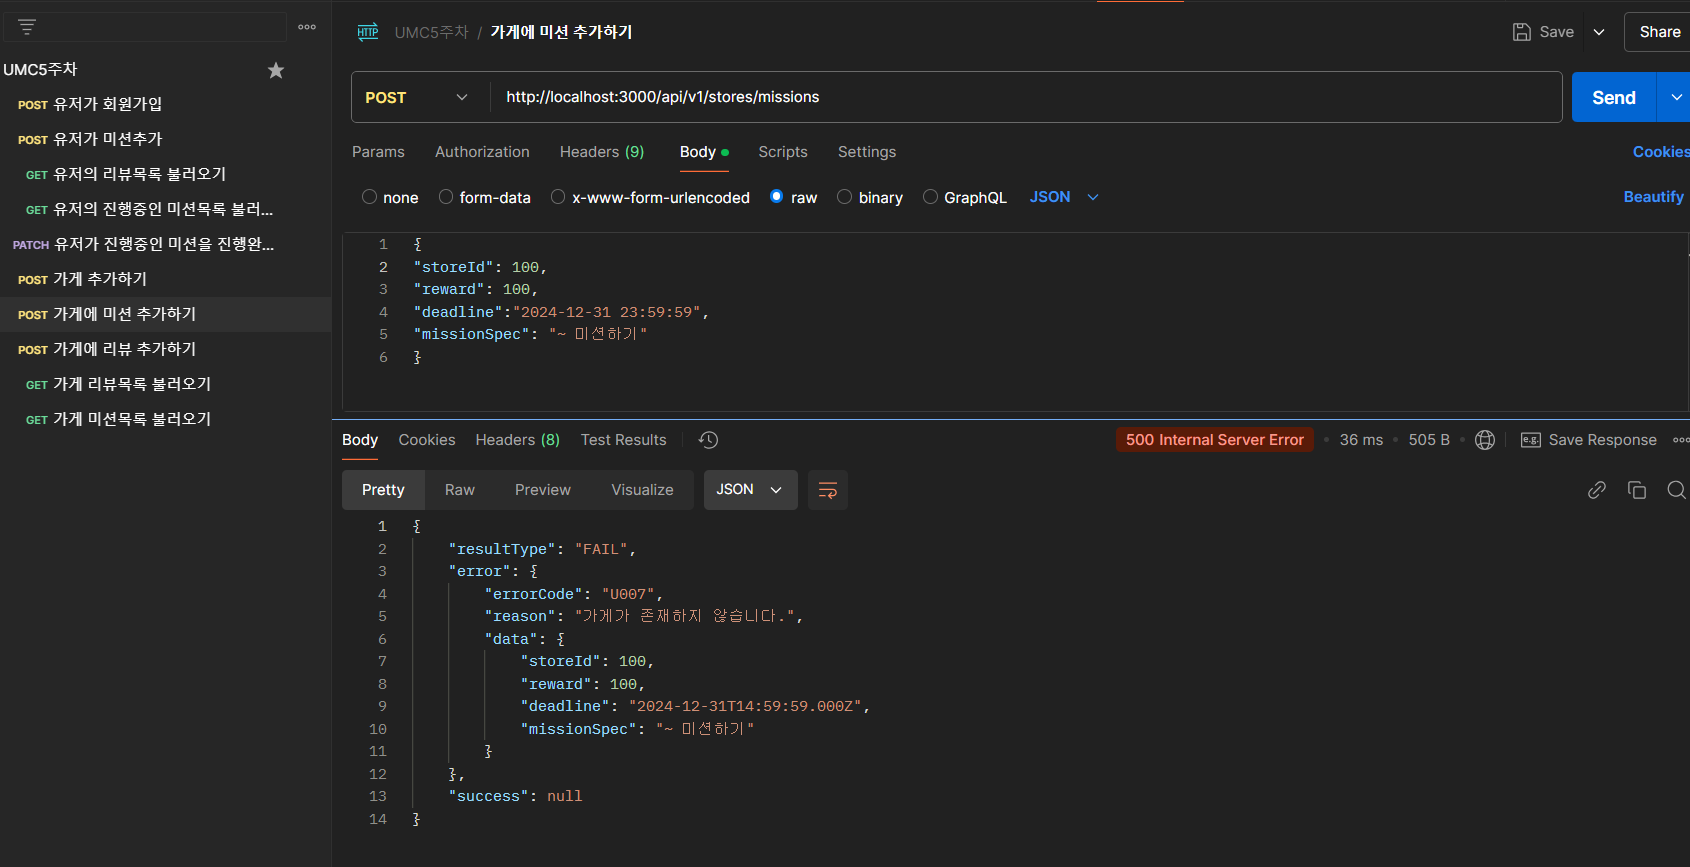 UMC5주차
POST 유저가 회원가입
POST 유저가 미션추가
GET 유저의 리뷰목록 불러오기
GET 유저의 진행중인 미션목록 불러...
PATCH 유저가 진행중인 미션을 진행완...
POST 가게 추가하기
POST 가게에 미션 추가하기
POST 가게에 리뷰 추가하기
GET 가게 리뷰목록 불러오기
GET 가게 미션목록 불러오기
HTTP UMC5주차 / 가게에 미션 추가하기
Save Share
POST http://localhost:3000/api/v1/stores/missions Send
Params Authorization Headers (9) Body Scripts Settings Cookies
none form-data x-www-form-urlencoded raw binary GraphQL JSON Beautify
1 {
2 "storeId": 100,
3 "reward": 100,
4 "deadline":"2024-12-31 23:59:59",
5 "missionSpec": "~ 미션하기"
6 }
Body Cookies Headers (8) Test Results 500 Internal Server Error • 36 ms • 505 B • e.g. Save Response
Pretty Raw Preview Visualize JSON
1 {
2 "resultType": "FAIL",
3 "error": {
4 "errorCode": "U007",
5 "reason": "가게가 존재하지 않습니다.",
6 "data": {
7 "storeId": 100,
8 "reward": 100,
9 "deadline": "2024-12-31T14:59:59.000Z",
10 "missionSpec": "~ 미션하기"
11 }
12 },
13 "success": null
14 }